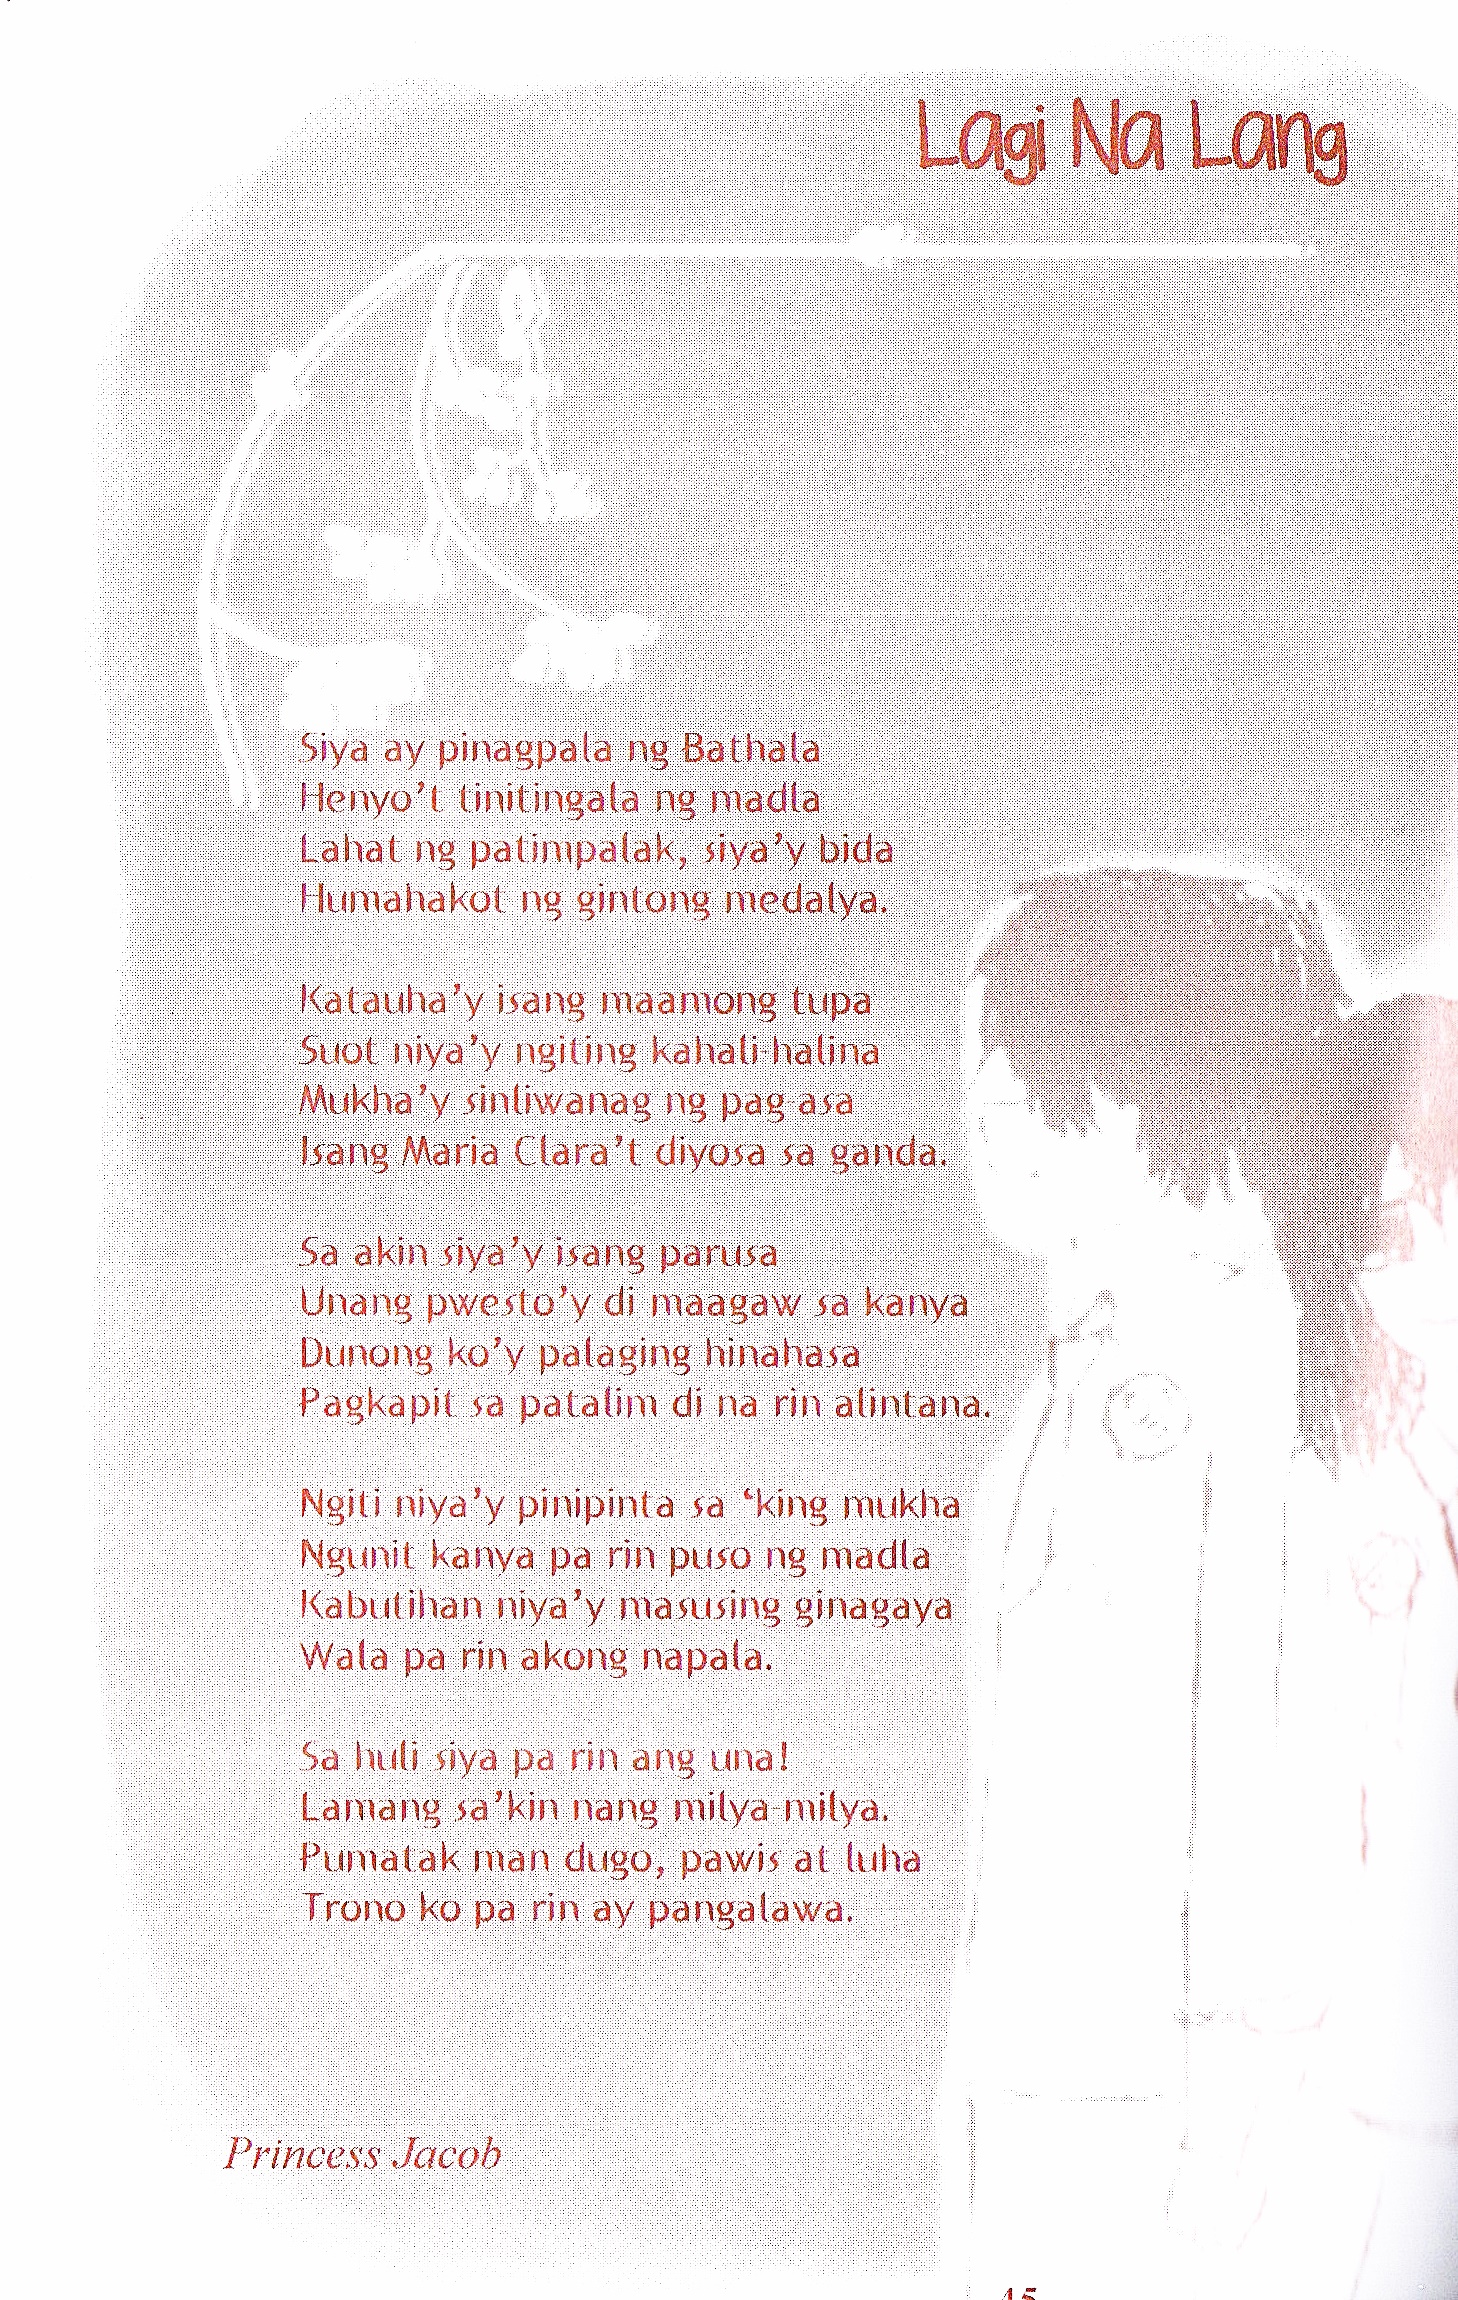 Lagi Na Lang
Siya ay pinagpala ng Bathala
Henyo't tinitingala ng madla
Lahat ng patimpalak, siya'y bida
Humahakot ng gintong medalya.
Katauha'y isang maamong tupa
Suot niya'y ngiting kahali-halina
Mukha'y sinliwanag ng pag-asa
Isang Maria Clara't diyosa sa ganda.
Sa akin siya'y isang parusa
Unang pwesto'y di maagaw sa kanya
Dunong ko'y palaging hinahasa
Pagkapit sa patalim di na rin alintana.
Ngiti niya'y pinipinta sa ‘king mukha
Ngunit kanya pa rin puso ng madla
Kabutihan niya'y masusing ginagaya
Wala pa rin akong napala.
Sa huli siya pa rin ang una!
Lamang sa'kin nang milya-milya.
Pumatak man dugo, pawis at luha
Trono ko pa rin ay pangalawa.
Princess Jacob